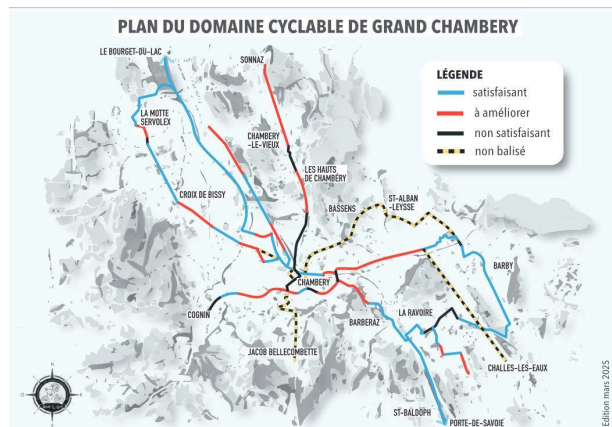 PLAN DU DOMAINE CYCLABLE DE GRAND CHAMBERY
LE BOURGET-DU-LAC
SONNAZ
LÉGENDE
satisfaisant
à améliorer
non satisfaisant
non balisé
LA MOTTE
SERVOLEX
CHAMBERY
-LE-VIEUX
LES HAUTS
DE CHAMBÉRY
CROIX DE BISSY
BASSENS
ST-ALBAN
-LEYSSE
BARBY
CHAMBERY
COGNIN
BARBERAZ
LA RAVOIRE
JACOB BELLECOMBETTE
CHALLES-LES-EAUX
ST-BALDOPH
PORTE-DE-SAVOIE
Edition mars 2025